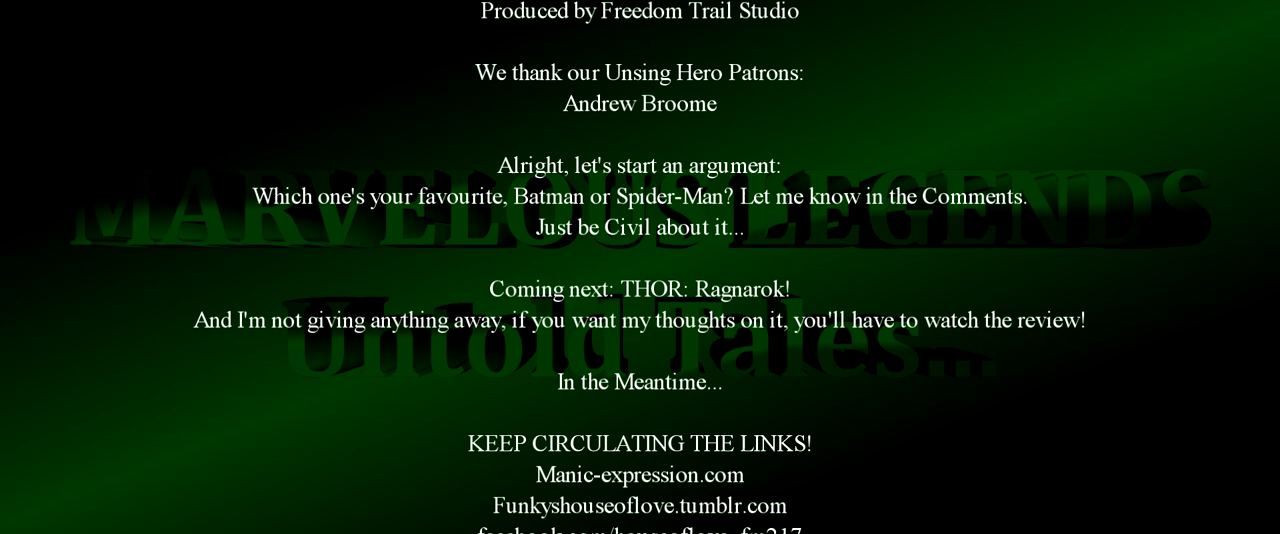 Produced by Freedom Trail Studio
We thank our Unsing Hero Patrons:
Andrew Broome
Alright, let's start an argument:
MARVELOUS LEGENDS
Which one's your favourite, Batman or Spider-Man? Let me know in the Comments.
Just be Civil about it...
Coming next: THOR: Ragnarok!
And I'm not giving anything away, if you want my thoughts on it, you'll have to watch the review!
Untold Tales...
In the Meantime...
KEEP CIRCULATING THE LINKS!
Manic-expression.com
Funkyshouseoflove.tumblr.com